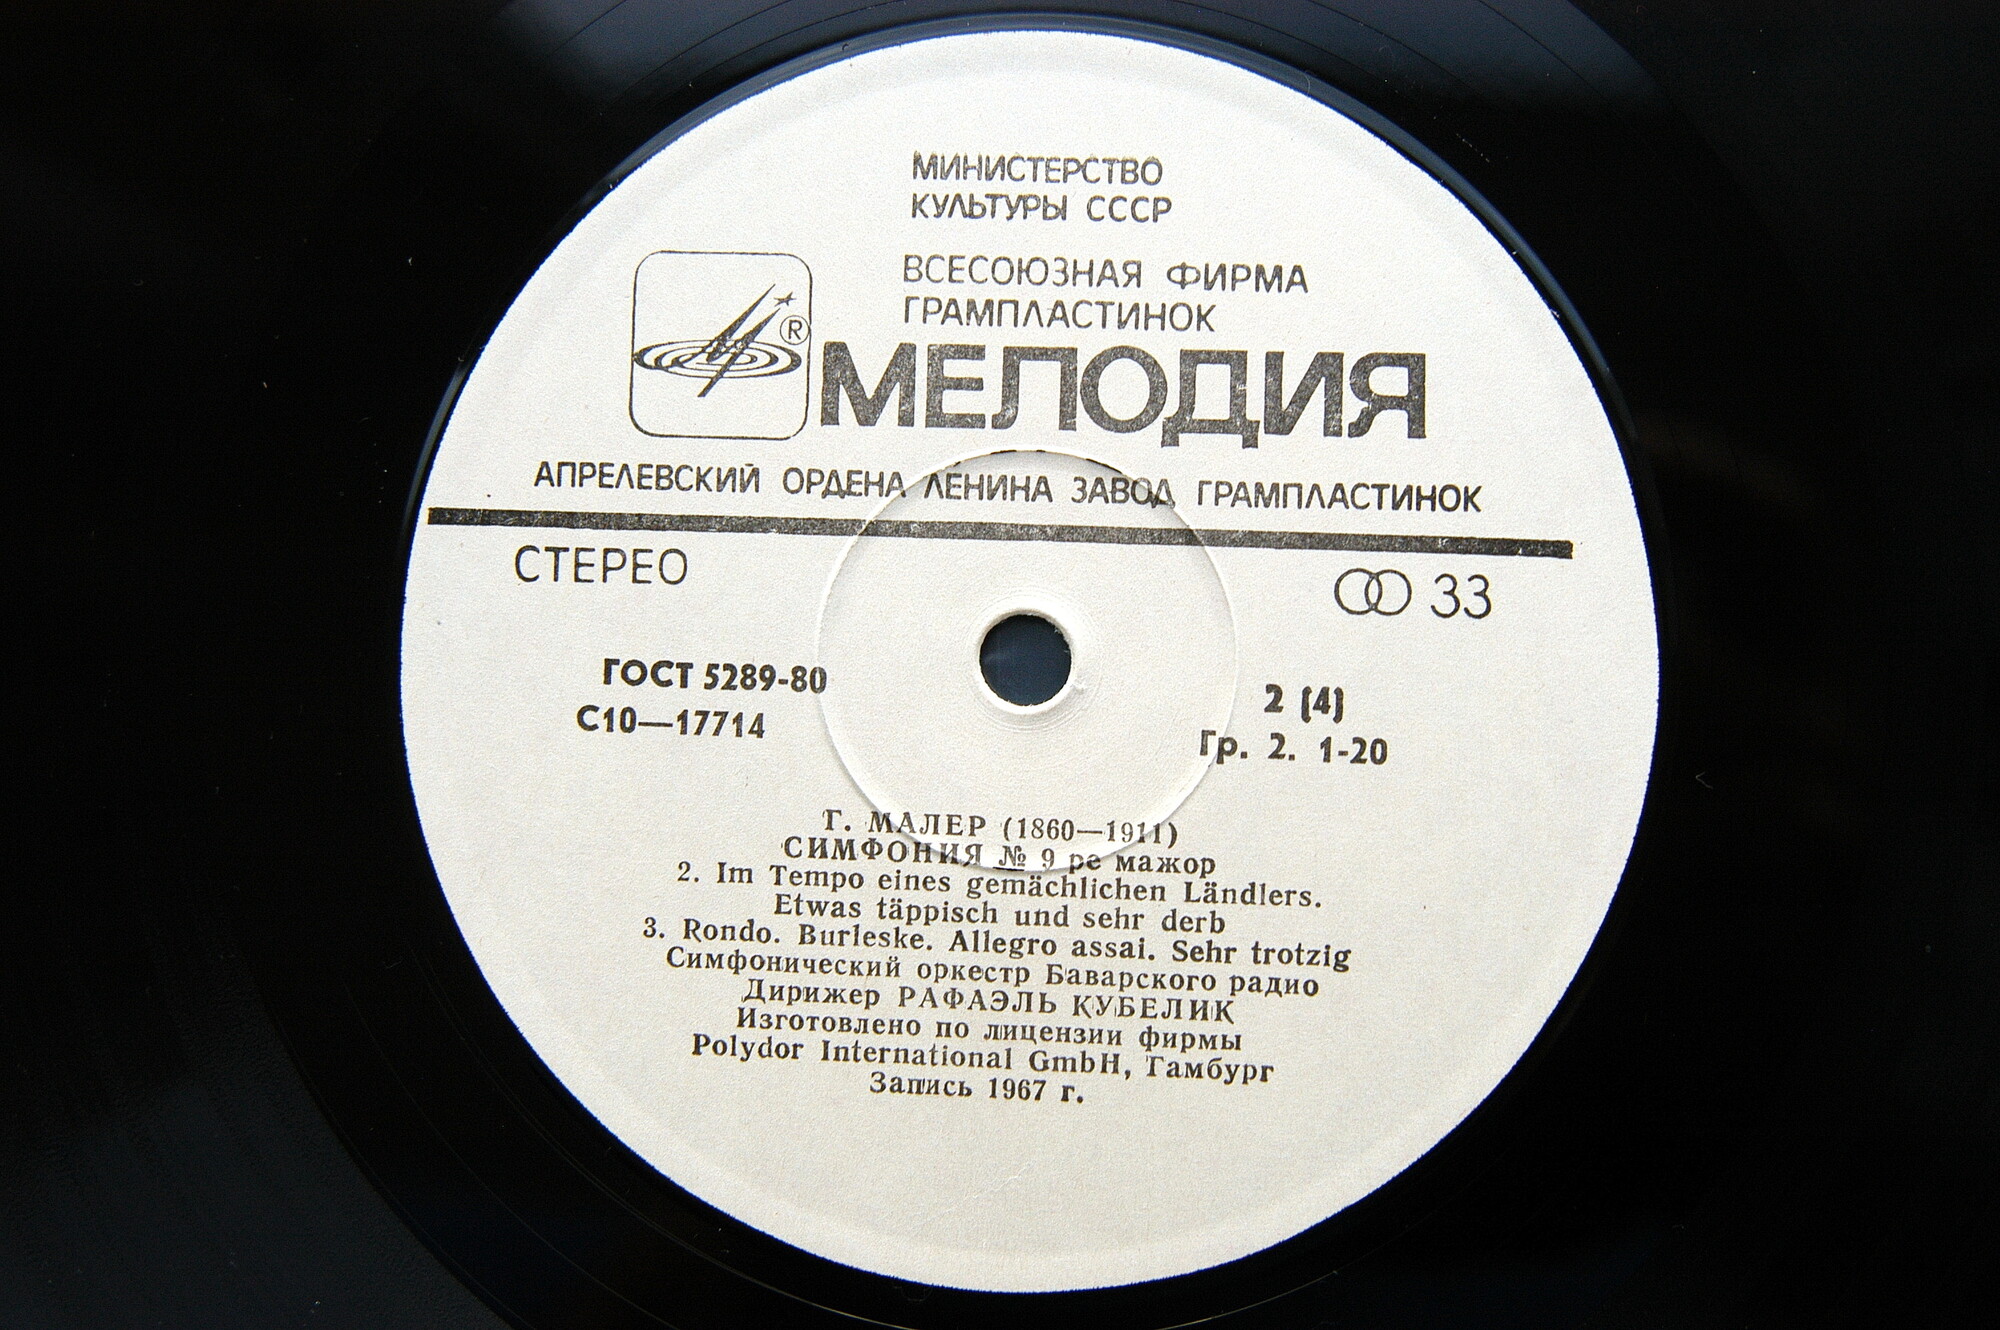 МИНИСТЕРСТВО
КУЛЬТУРЫ СССР
ВСЕСОЮЗНАЯ ФИРМА
ГРАМПЛАСТИНОК
®
МЕЛОДИЯ
АПРЕЛЕВСКИЙ ОРДЕНА ЛЕНИНА ЗАВОД ГРАМПЛАСТИНОК
СТЕРЕО
33
ГОСТ 5289-80
С10—17714
2 (4)
Гр. 2. 1-20
Г. МАЛЕР (1860—1911)
СИМФОНИЯ № 9 ре мажор
2. Im Tempo eines gemächlichen Ländlers.
Etwas täppisch und sehr derb
3. Rondo. Burleske. Allegro assai. Sehr trotzig
Симфонический оркестр Баварского радио
Дирижер РАФАЭЛЬ КУБЕЛИК
Изготовлено по лицензии фирмы
Polydor International GmbH, Гамбург
Запись 1967 г.